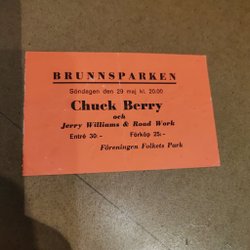 BRUNNSPARKEN
Söndagen den 29 maj kl. 20.00
Chuck Berry
och
Jerry Williams & Road Work
Entré 30:- Förköp 25:-
Föreningen Folkets Park